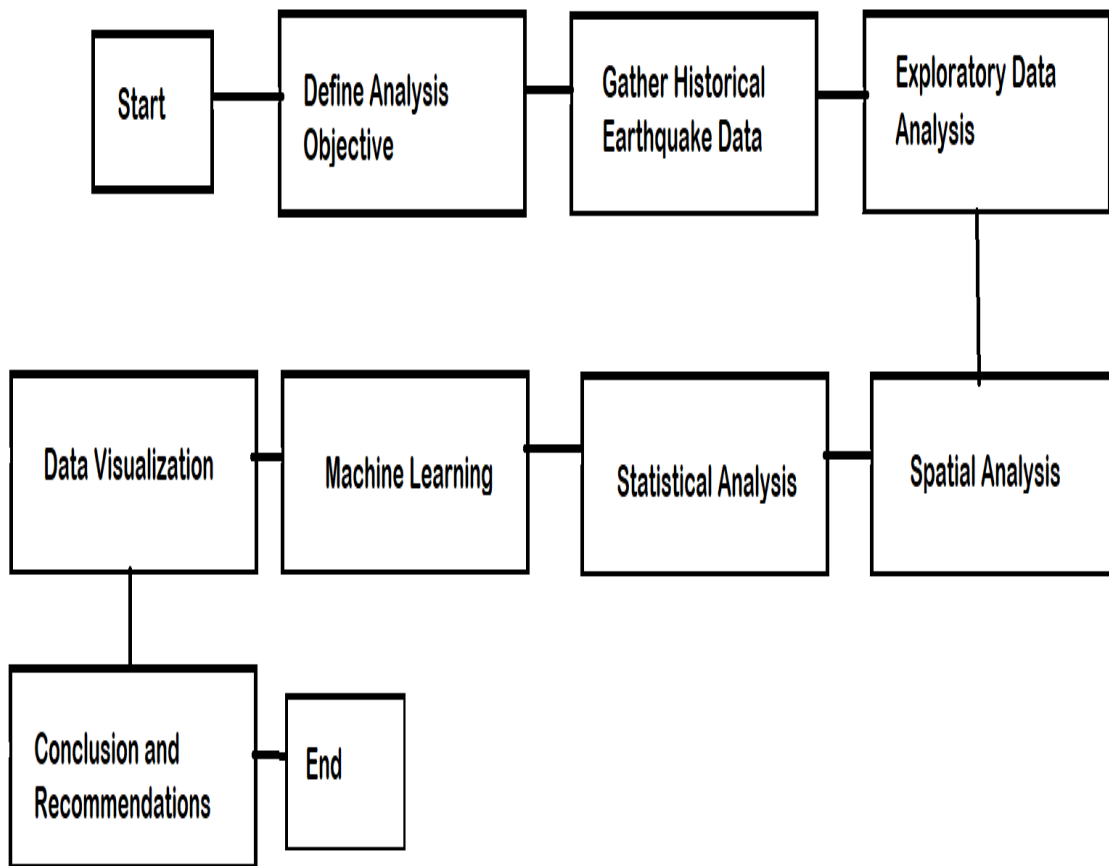 Start
Define Analysis
Objective
Gather Historical
Earthquake Data
Exploratory Data
Analysis
Spatial Analysis
Statistical Analysis
Machine Learning
Data Visualization
Conclusion and
Recommendations
End